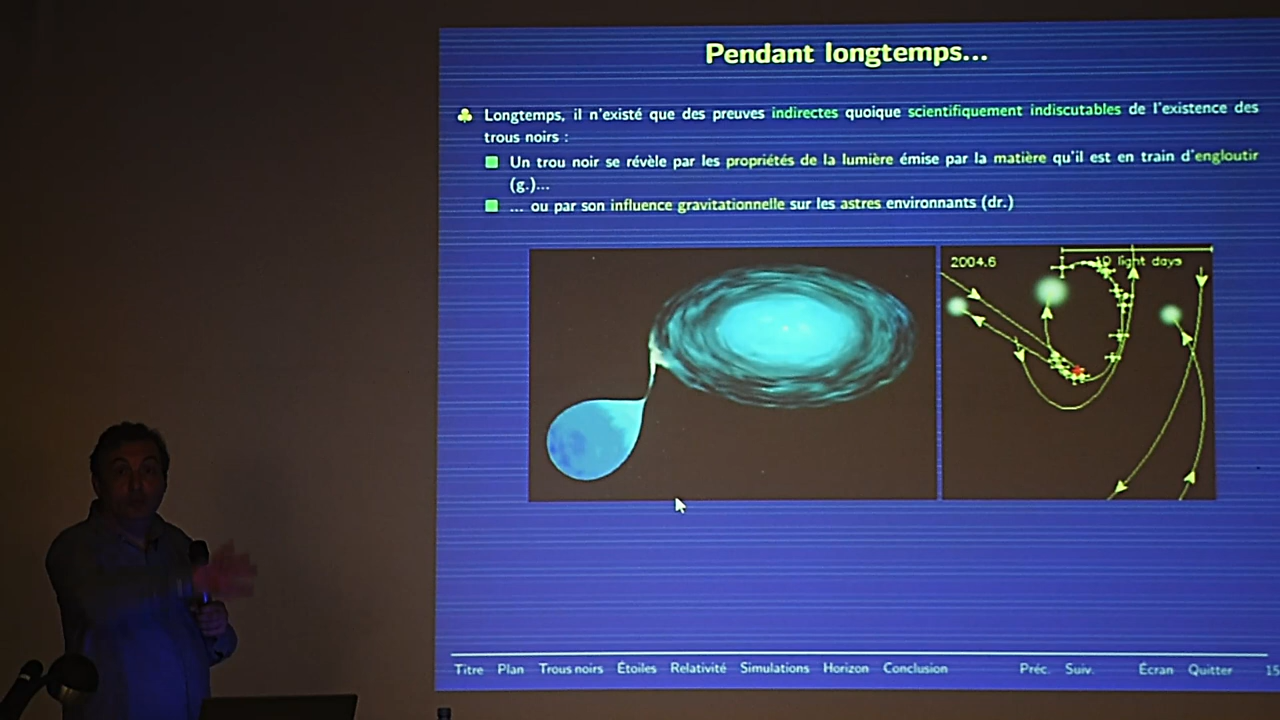 Pendant longtemps...
Longtemps, il n'existé que des preuves indirectes quoique scientifiquement indiscutables de l'existence des
trous noirs :
Un trou noir se révèle par les propriétés de la lumière émise par la matière qu'il est en train d'engloutir
(g.)...
... ou par son influence gravitationnelle sur les astres environnants (dr.)
2004.6 10 light days
Titre Plan Trous noirs Étoiles Relativité Simulations Horizon Conclusion Préc. Suiv. Écran Quitter 15